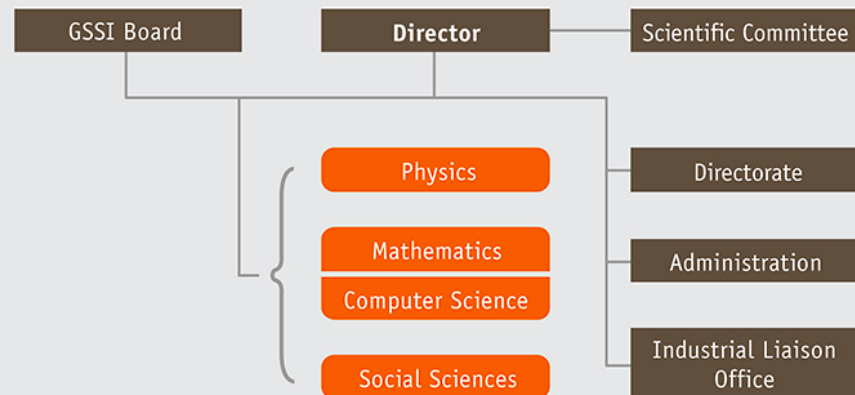 GSSI Board
Director
Scientific Committee
Physics
Directorate
Mathematics
Administration
Computer Science
Industrial Liaison
Office
Social Sciences